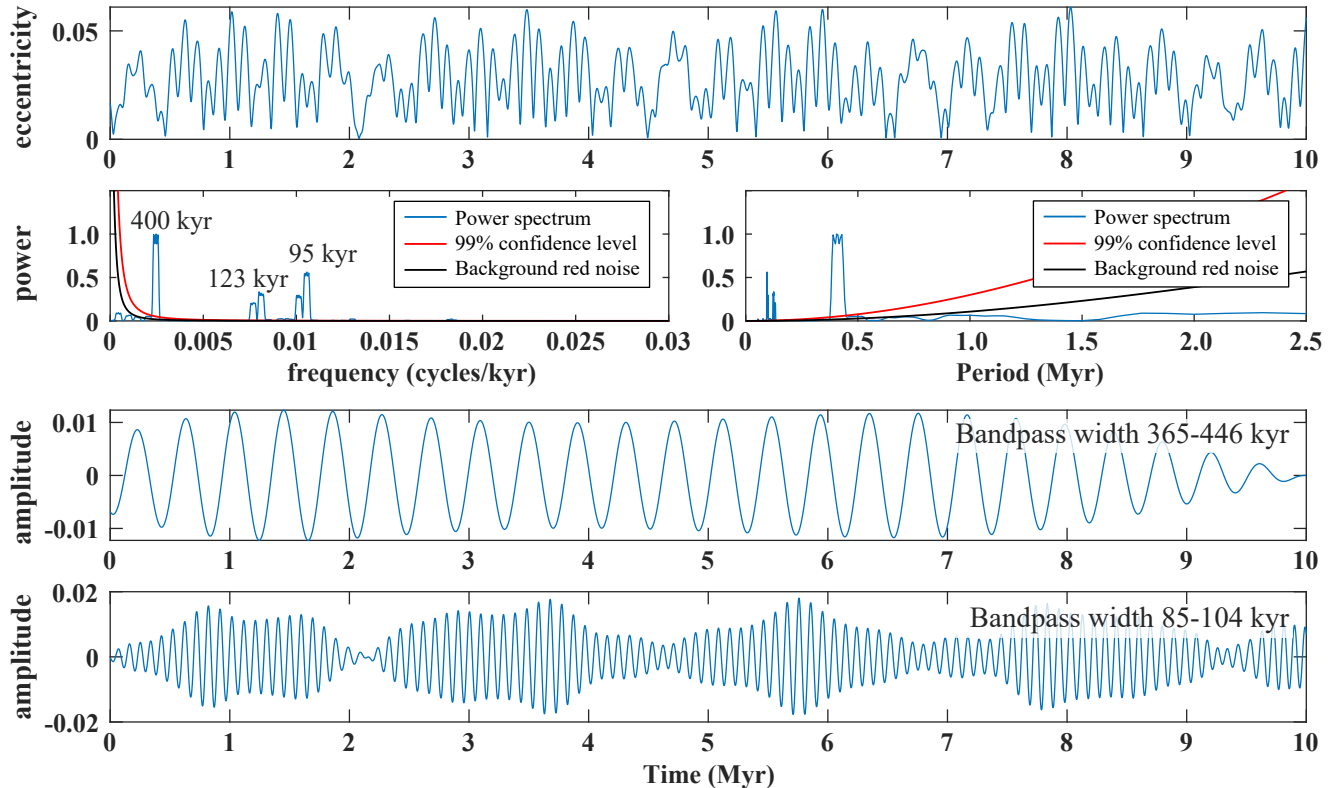 eccentricity
0.05
0
0 1 2 3 4 5 6 7 8 9 10
power
1.0
0.5
0
400 kyr
123 kyr
95 kyr
Power spectrum
99% confidence level
Background red noise
0 0.005 0.01 0.015 0.02 0.025 0.03
frequency (cycles/kyr)
1.0
0.5
0
Power spectrum
99% confidence level
Background red noise
0 0.5 1.0 1.5 2.0 2.5
Period (Myr)
amplitude
0.01
0
-0.01
Bandpass width 365-446 kyr
0 1 2 3 4 5 6 7 8 9 10
amplitude
0.02
0
-0.02
Bandpass width 85-104 kyr
0 1 2 3 4 5 6 7 8 9 10
Time (Myr)